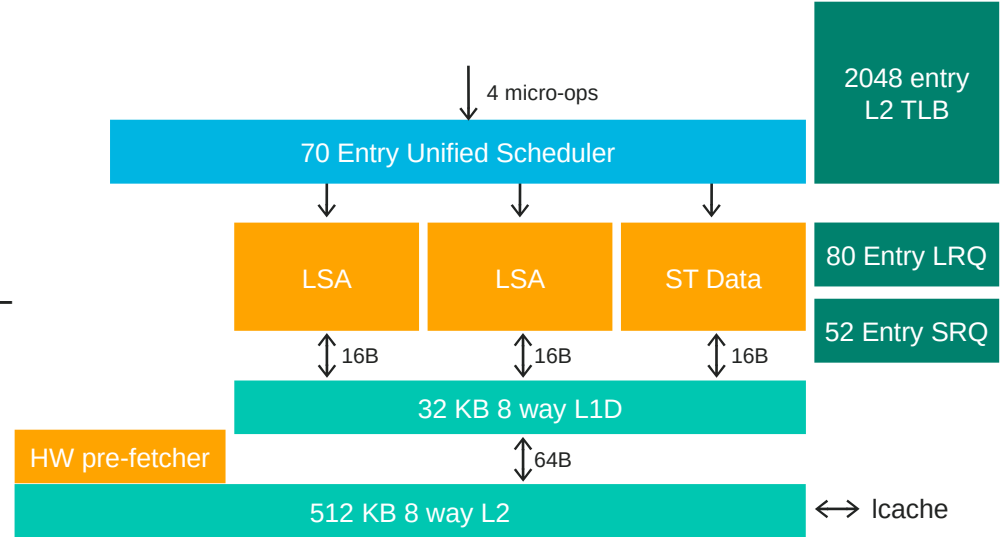 2048 entry
L2 TLB
4 micro-ops
70 Entry Unified Scheduler
LSA
LSA
ST Data
80 Entry LRQ
52 Entry SRQ
16B
16B
16B
32 KB 8 way L1D
HW pre-fetcher
64B
512 KB 8 way L2
Icache